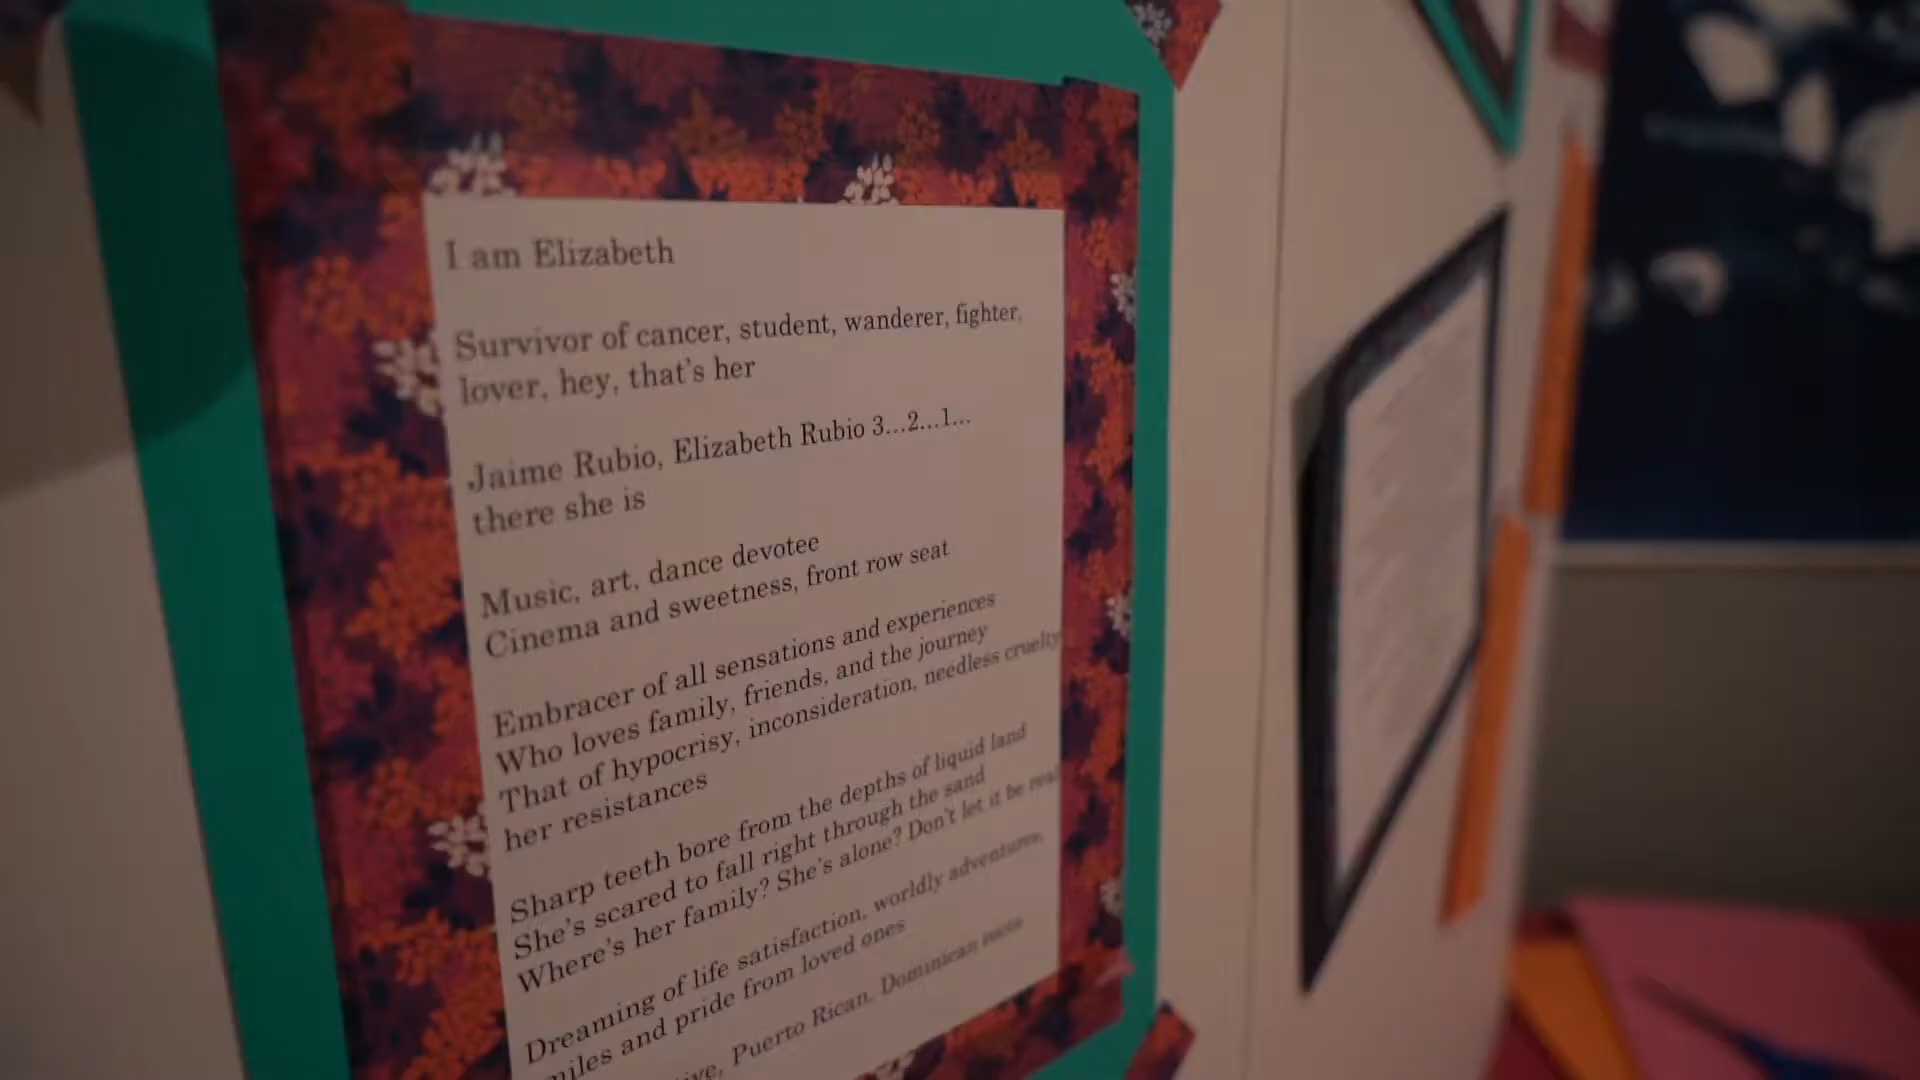 I am Elizabeth
Survivor of cancer, student, wanderer, fighter,
lover, hey, that's her
Jaime Rubio, Elizabeth Rubio 3...2...1...
there she is
Music, art, dance devotee
Cinema and sweetness, front row seat
Embracer of all sensations and experiences
Who loves family, friends, and the journey
That of hypocrisy, inconsideration, needless cruelty
her resistances
Sharp teeth bore from the depths of liquid land
She's scared to fall right through the sand
Where's her family? She's alone? Don't let it be real
Dreaming of life satisfaction, worldly adventures,
miles and pride from loved ones
Puerto Rican, Dominican roots